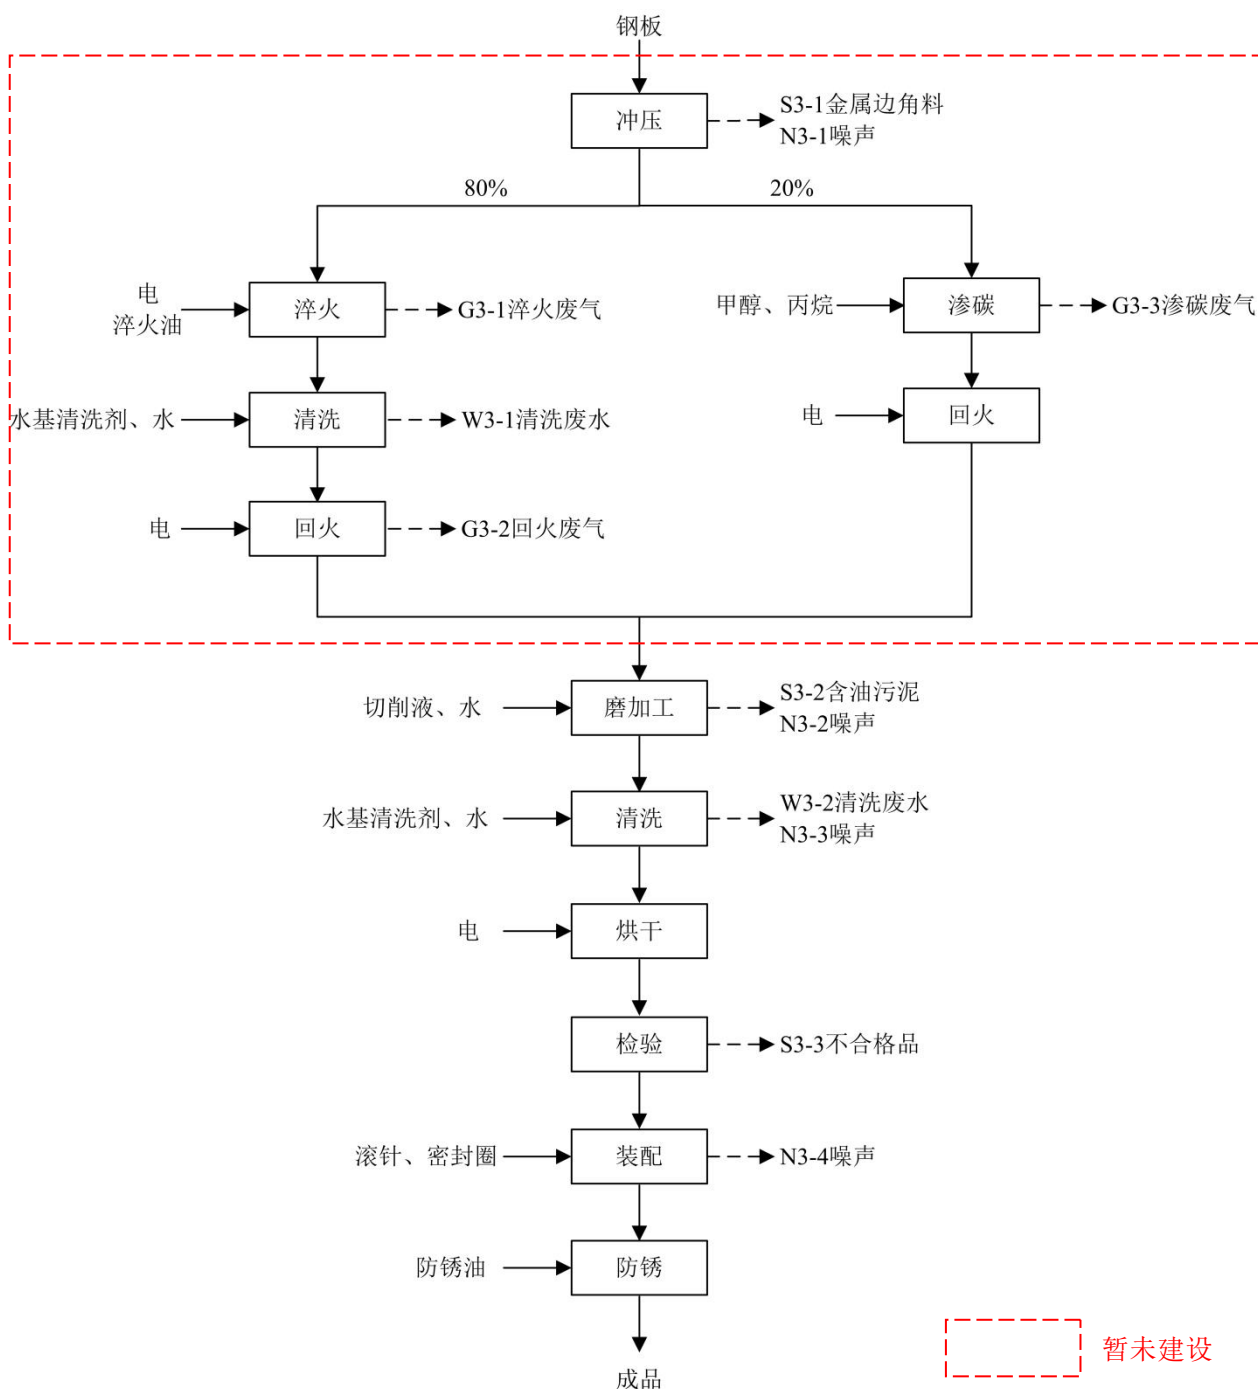 钢板
冲压
S3-1金属边角料
N3-1噪声
80%
20%
电
淬火油
淬火
G3-1淬火废气
甲醇、丙烷
渗碳
G3-3渗碳废气
水基清洗剂、水
清洗
W3-1清洗废水
电
回火
电
回火
G3-2回火废气
切削液、水
磨加工
S3-2含油污泥
N3-2噪声
水基清洗剂、水
清洗
W3-2清洗废水
N3-3噪声
电
烘干
检验
S3-3不合格品
滚针、密封圈
装配
N3-4噪声
防锈油
防锈
成品
暂未建设